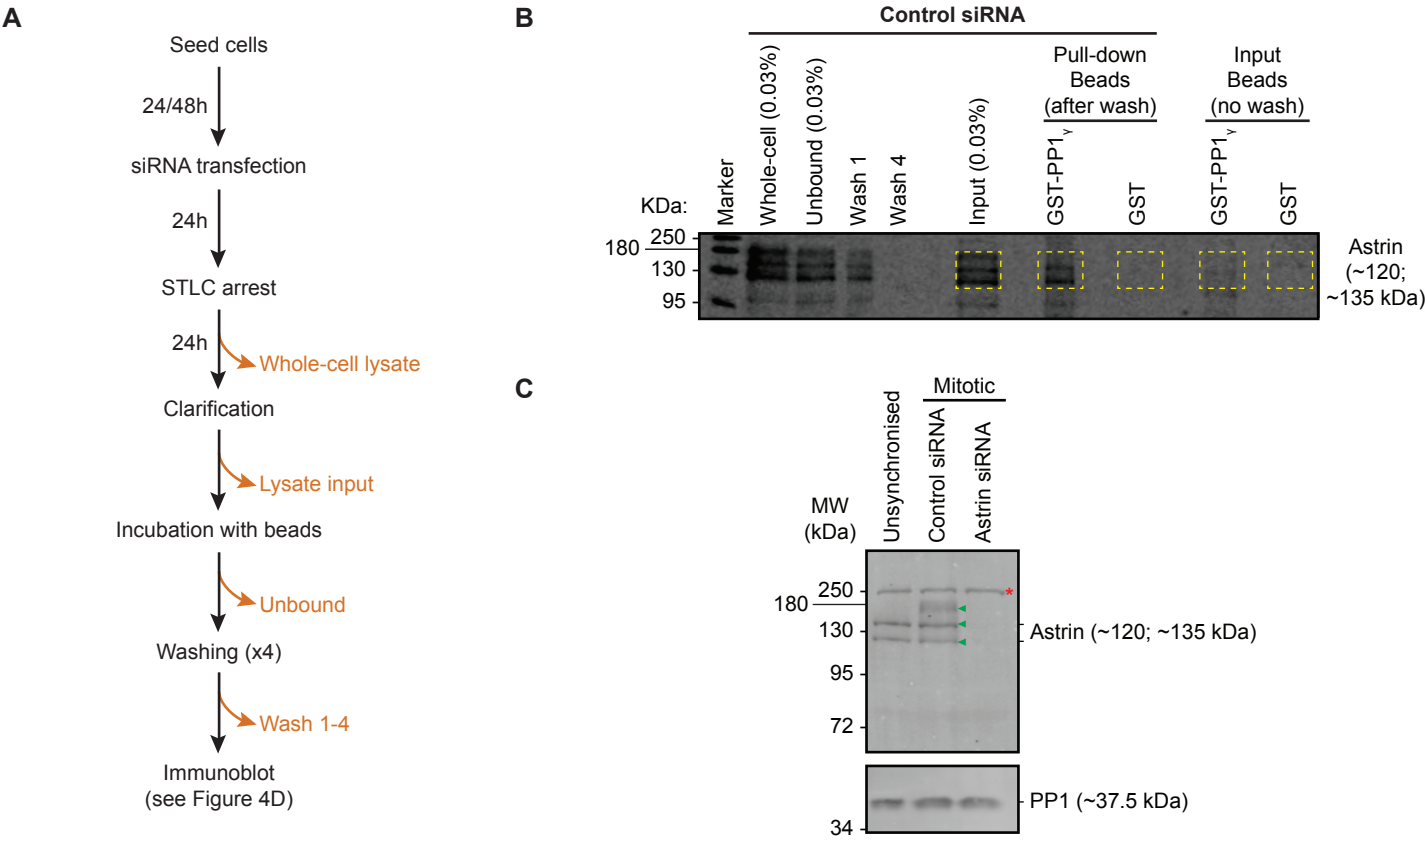 A
Seed cells
24/48h
siRNA transfection
24h
STLC arrest
24h
Whole-cell lysate
Clarification
Lysate input
Incubation with beads
Unbound
Washing (x4)
Wash 1-4
Immunoblot
(see Figure 4D)
B
Control siRNA
Pull-down
Beads
(after wash)
Input
Beads
(no wash)
KDa:
Marker
Whole-cell (0.03%)
Unbound (0.03%)
Wash 1
Wash 4
Input (0.03%)
GST-PP1γ
GST
GST-PP1γ
GST
250
180
130
95
Astrin
(~120;
~135 kDa)
C
Mitotic
Unsynchronised
Control siRNA
Astrin siRNA
MW
(kDa)
250
*
180
130
Astrin (~120; ~135 kDa)
95
72
PP1 (~37.5 kDa)
34